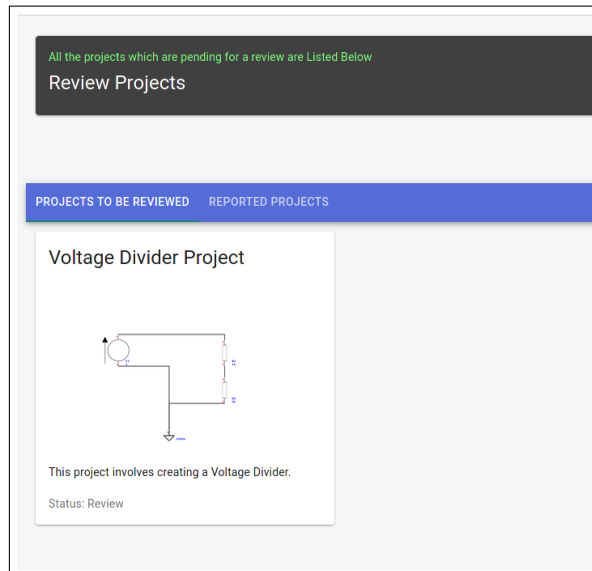 All the projects which are pending for a review are Listed Below
Review Projects
PROJECTS TO BE REVIEWED
REPORTED PROJECTS
Voltage Divider Project
This project involves creating a Voltage Divider.
Status: Review